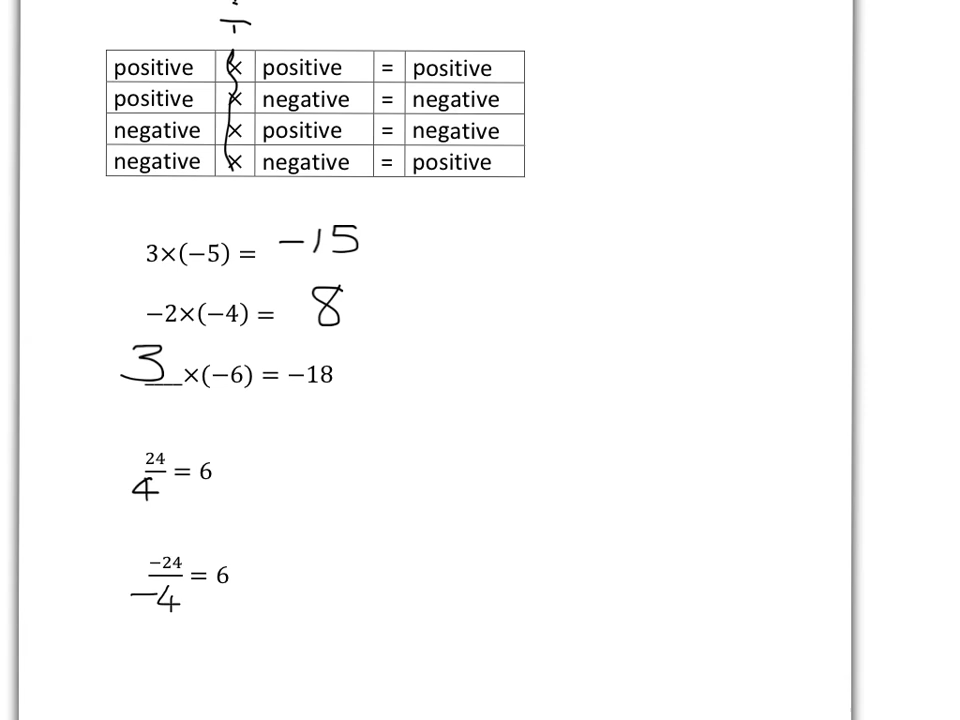 positive × positive = positive
positive × negative = negative
negative × positive = negative
negative × negative = positive
3×(−5) = −15
−2×(−4) = 8
3×(−6) = −18
24
4 = 6
−24
−4 = 6